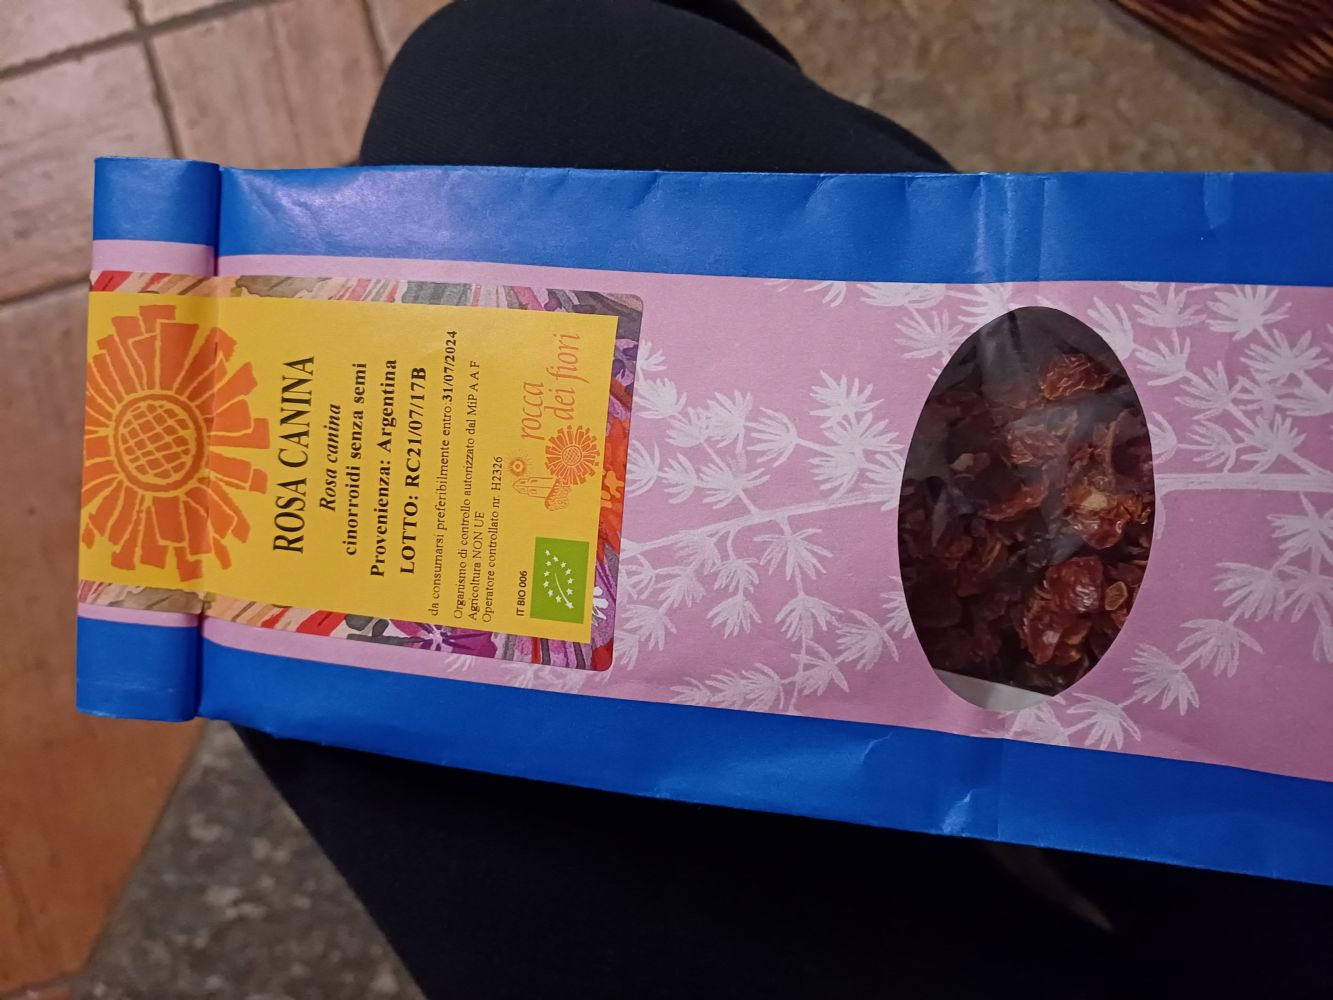 ROSA CANINA
Rosa canina
cinorroidi senza semi
Provenienza: Argentina
LOTTO: RC21/07/17B
da consumarsi preferibilmente entro:31/07/2024
Organismo di controllo autorizzato dal MiP A A F
Agricoltura NON UE
Operatore controllato nr. H2326
IT BIO 006
rocca
dei fiori